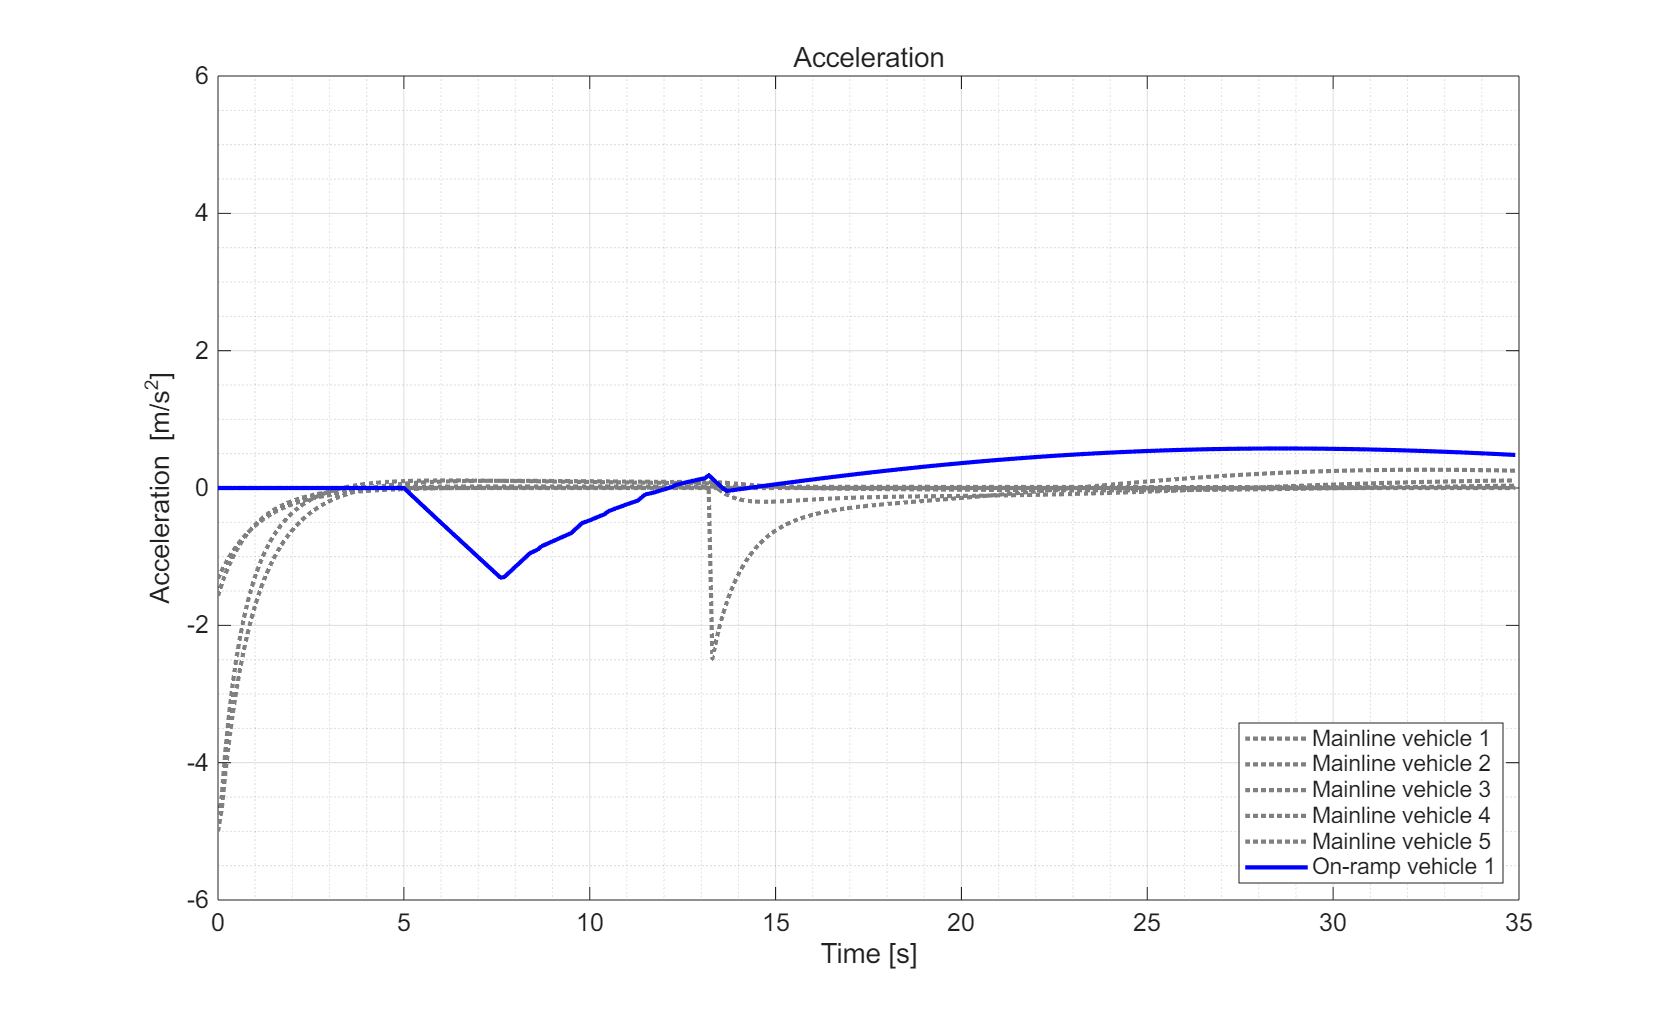 Acceleration
6
4
2
0
-2
-4
-6
Acceleration [m/s²]
0 5 10 15 20 25 30 35
Time [s]
Mainline vehicle 1
Mainline vehicle 2
Mainline vehicle 3
Mainline vehicle 4
Mainline vehicle 5
On-ramp vehicle 1